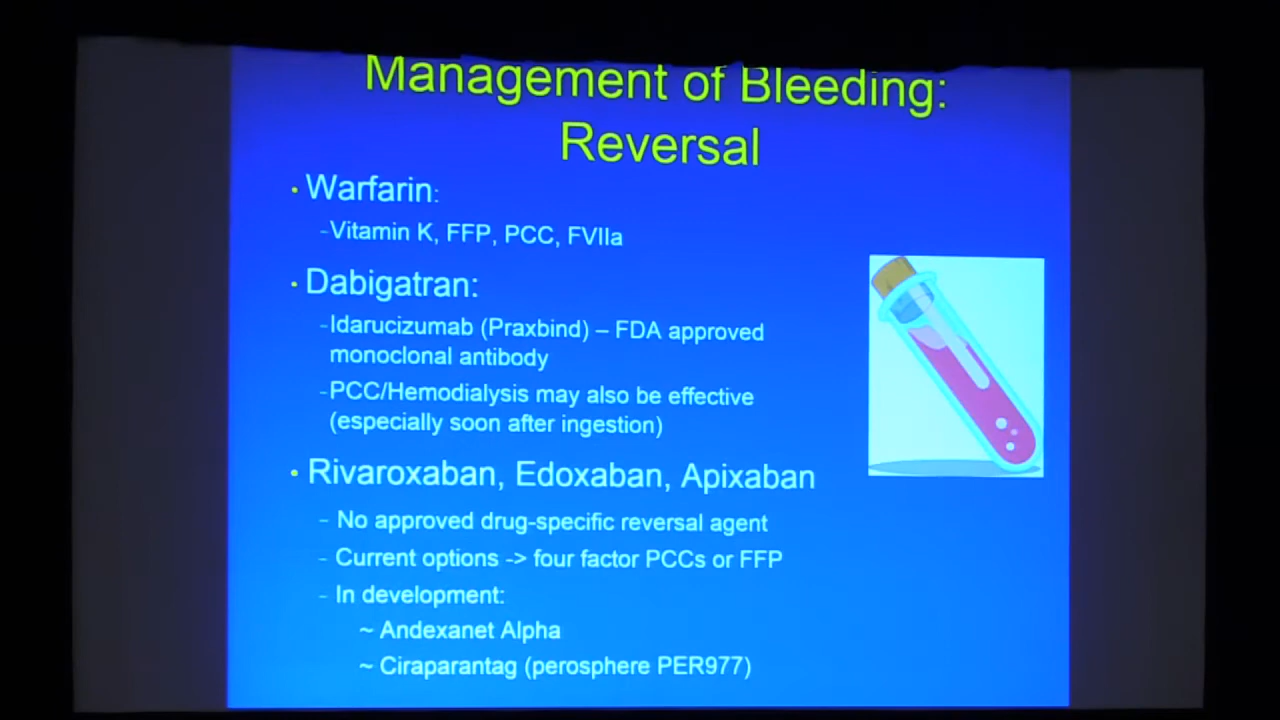 Management of Bleeding:
Reversal
• Warfarin:
-Vitamin K, FFP, PCC, FVIIa
• Dabigatran:
-Idarucizumab (Praxbind) – FDA approved
monoclonal antibody
-PCC/Hemodialysis may also be effective
(especially soon after ingestion)
• Rivaroxaban, Edoxaban, Apixaban
- No approved drug-specific reversal agent
- Current options -> four factor PCCs or FFP
- In development:
~ Andexanet Alpha
~ Ciraparantag (perosphere PER977)